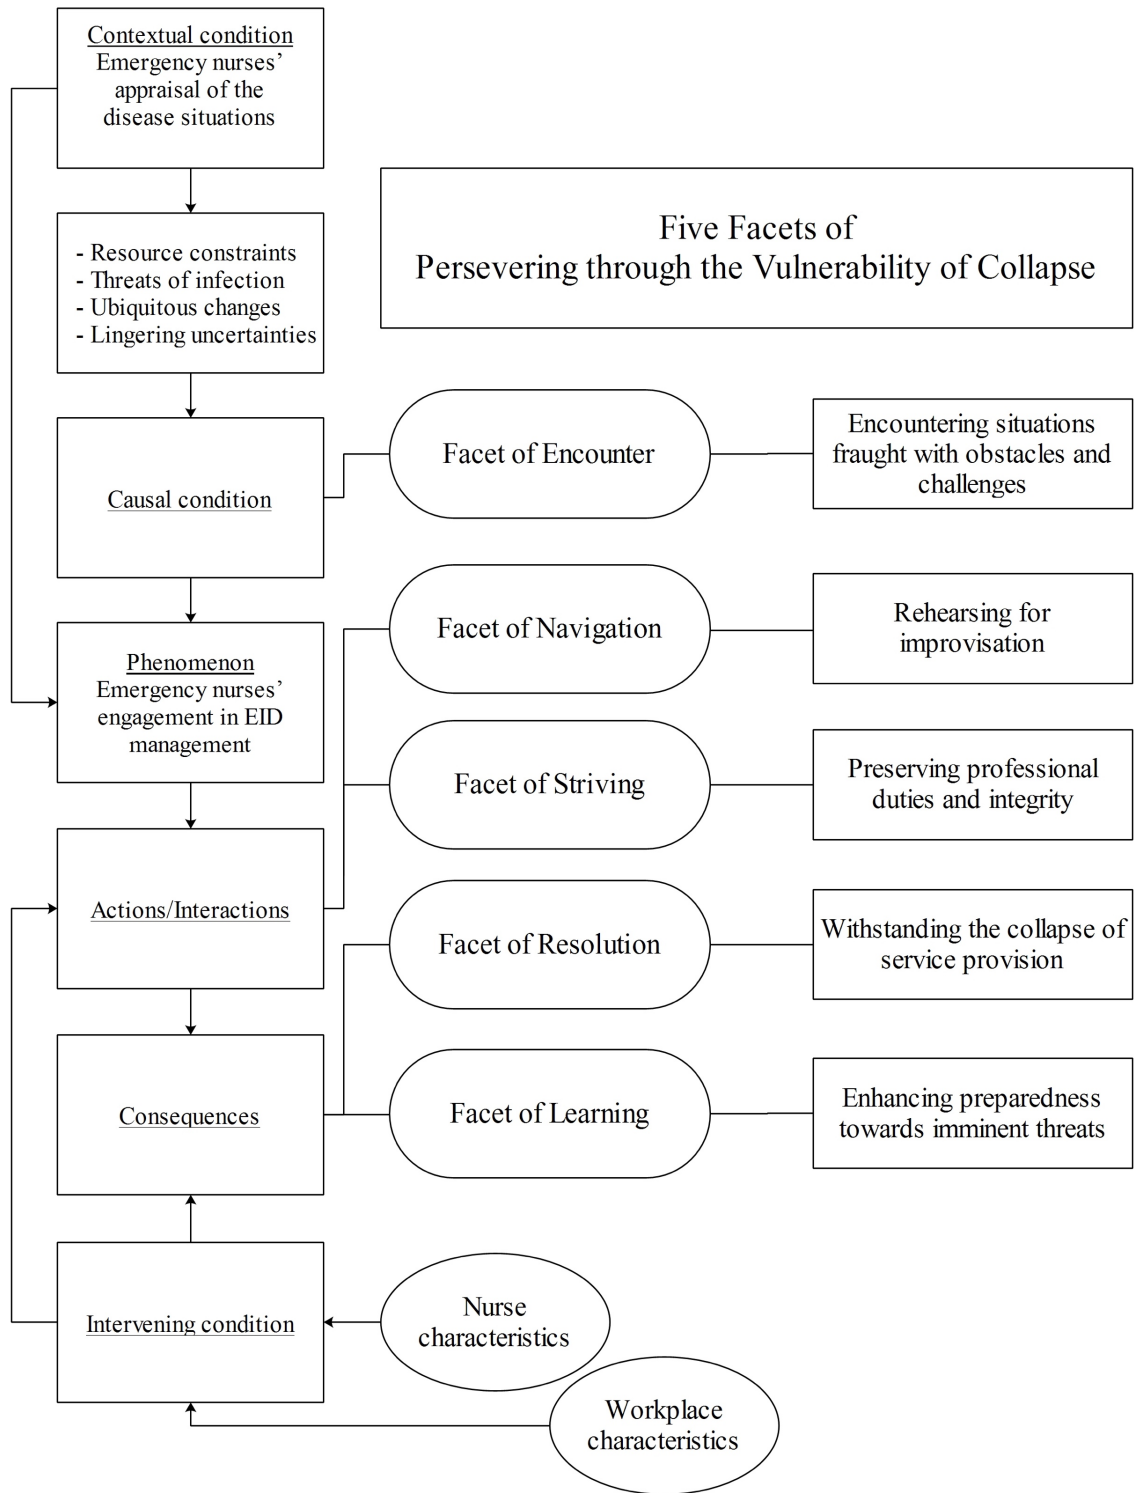 Contextual condition
Emergency nurses’
appraisal of the
disease situations
- Resource constraints
- Threats of infection
- Ubiquitous changes
- Lingering uncertainties
Five Facets of
Persevering through the Vulnerability of Collapse
Causal condition
Facet of Encounter
Encountering situations
fraught with obstacles and
challenges
Phenomenon
Emergency nurses’
engagement in EID
management
Facet of Navigation
Rehearsing for
improvisation
Facet of Striving
Preserving professional
duties and integrity
Actions/Interactions
Facet of Resolution
Withstanding the collapse of
service provision
Consequences
Facet of Learning
Enhancing preparedness
towards imminent threats
Intervening condition
Nurse
characteristics
Workplace
characteristics